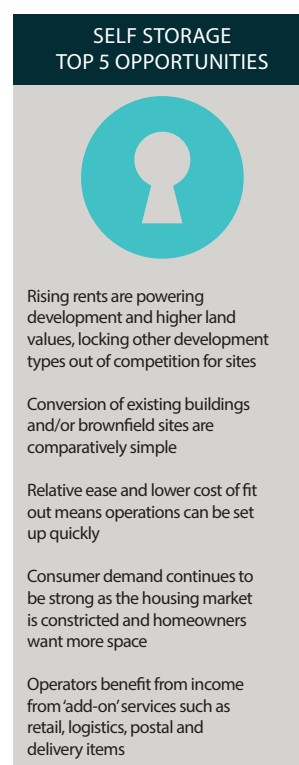 SELF STORAGE
TOP 5 OPPORTUNITIES
Rising rents are powering
development and higher land
values, locking other development
types out of competition for sites
Conversion of existing buildings
and/or brownfield sites are
comparatively simple
Relative ease and lower cost of fit
out means operations can be set
up quickly
Consumer demand continues to
be strong as the housing market
is constricted and homeowners
want more space
Operators benefit from income
from ‘add-on’ services such as
retail, logistics, postal and
delivery items